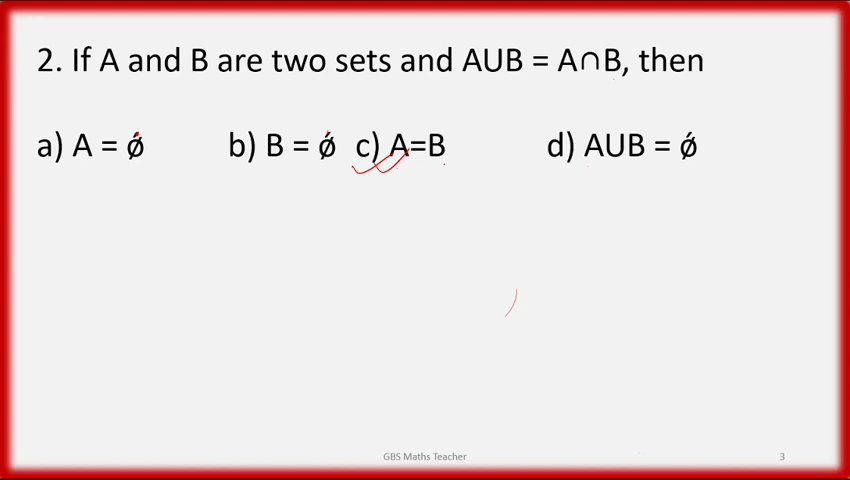 2. If A and B are two sets and AUB = A∩B, then
a) A = ǿ b) B = ǿ c) A=B d) AUB = ǿ
GBS Maths Teacher 3